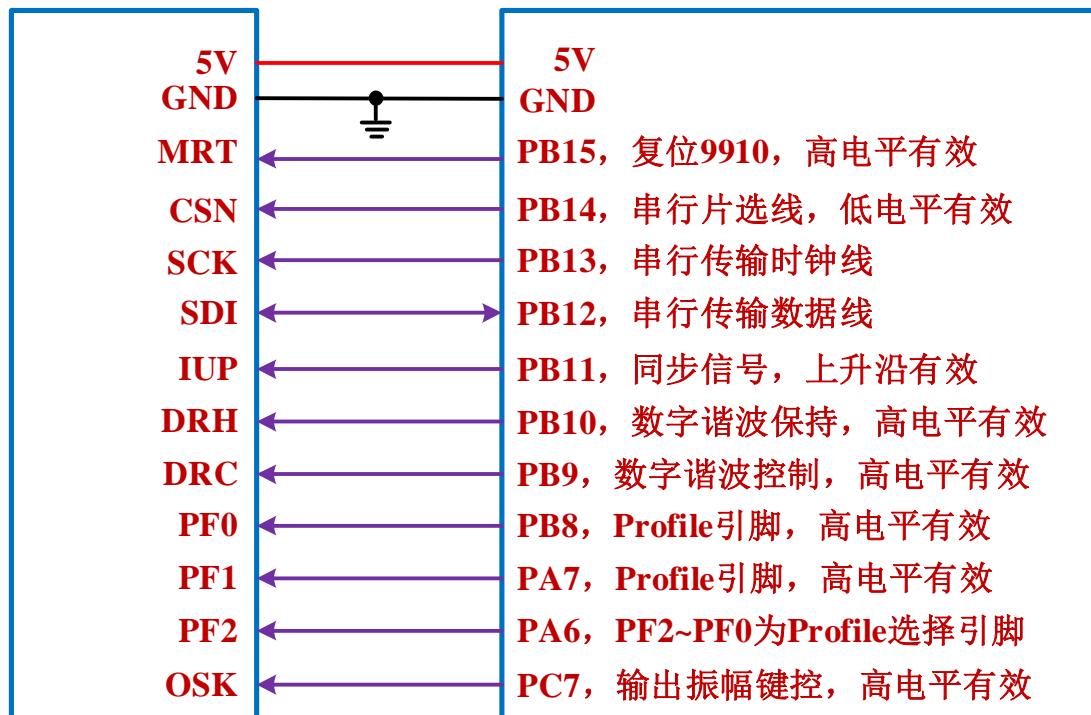 5V 5V
GND GND
MRT PB15，复位9910，高电平有效
CSN PB14，串行片选线，低电平有效
SCK PB13，串行传输时钟线
SDI PB12，串行传输数据线
IUP PB11，同步信号，上升沿有效
DRH PB10，数字谐波保持，高电平有效
DRC PB9，数字谐波控制，高电平有效
PF0 PB8，Profile引脚，高电平有效
PF1 PA7，Profile引脚，高电平有效
PF2 PA6，PF2~PF0为Profile选择引脚
OSK PC7，输出振幅键控，高电平有效